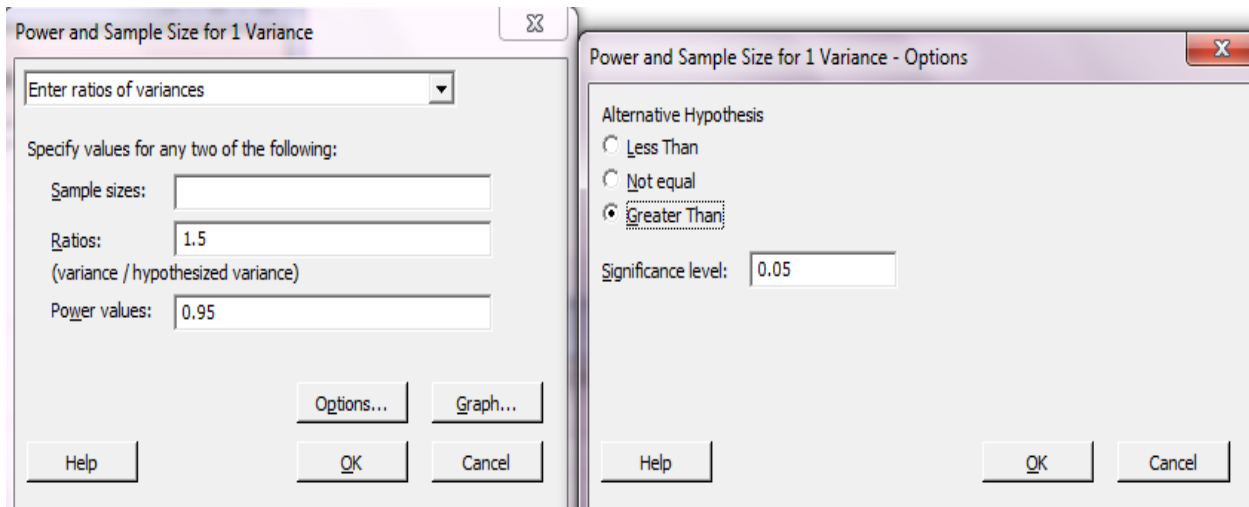 Power and Sample Size for 1 Variance
Enter ratios of variances
Specify values for any two of the following:
Sample sizes:
Ratios: 1.5
(variance / hypothesized variance)
Power values: 0.95
Options... Graph...
Help OK Cancel
Power and Sample Size for 1 Variance - Options
Alternative Hypothesis
Less Than
Not equal
Greater Than
Significance level: 0.05
Help OK Cancel